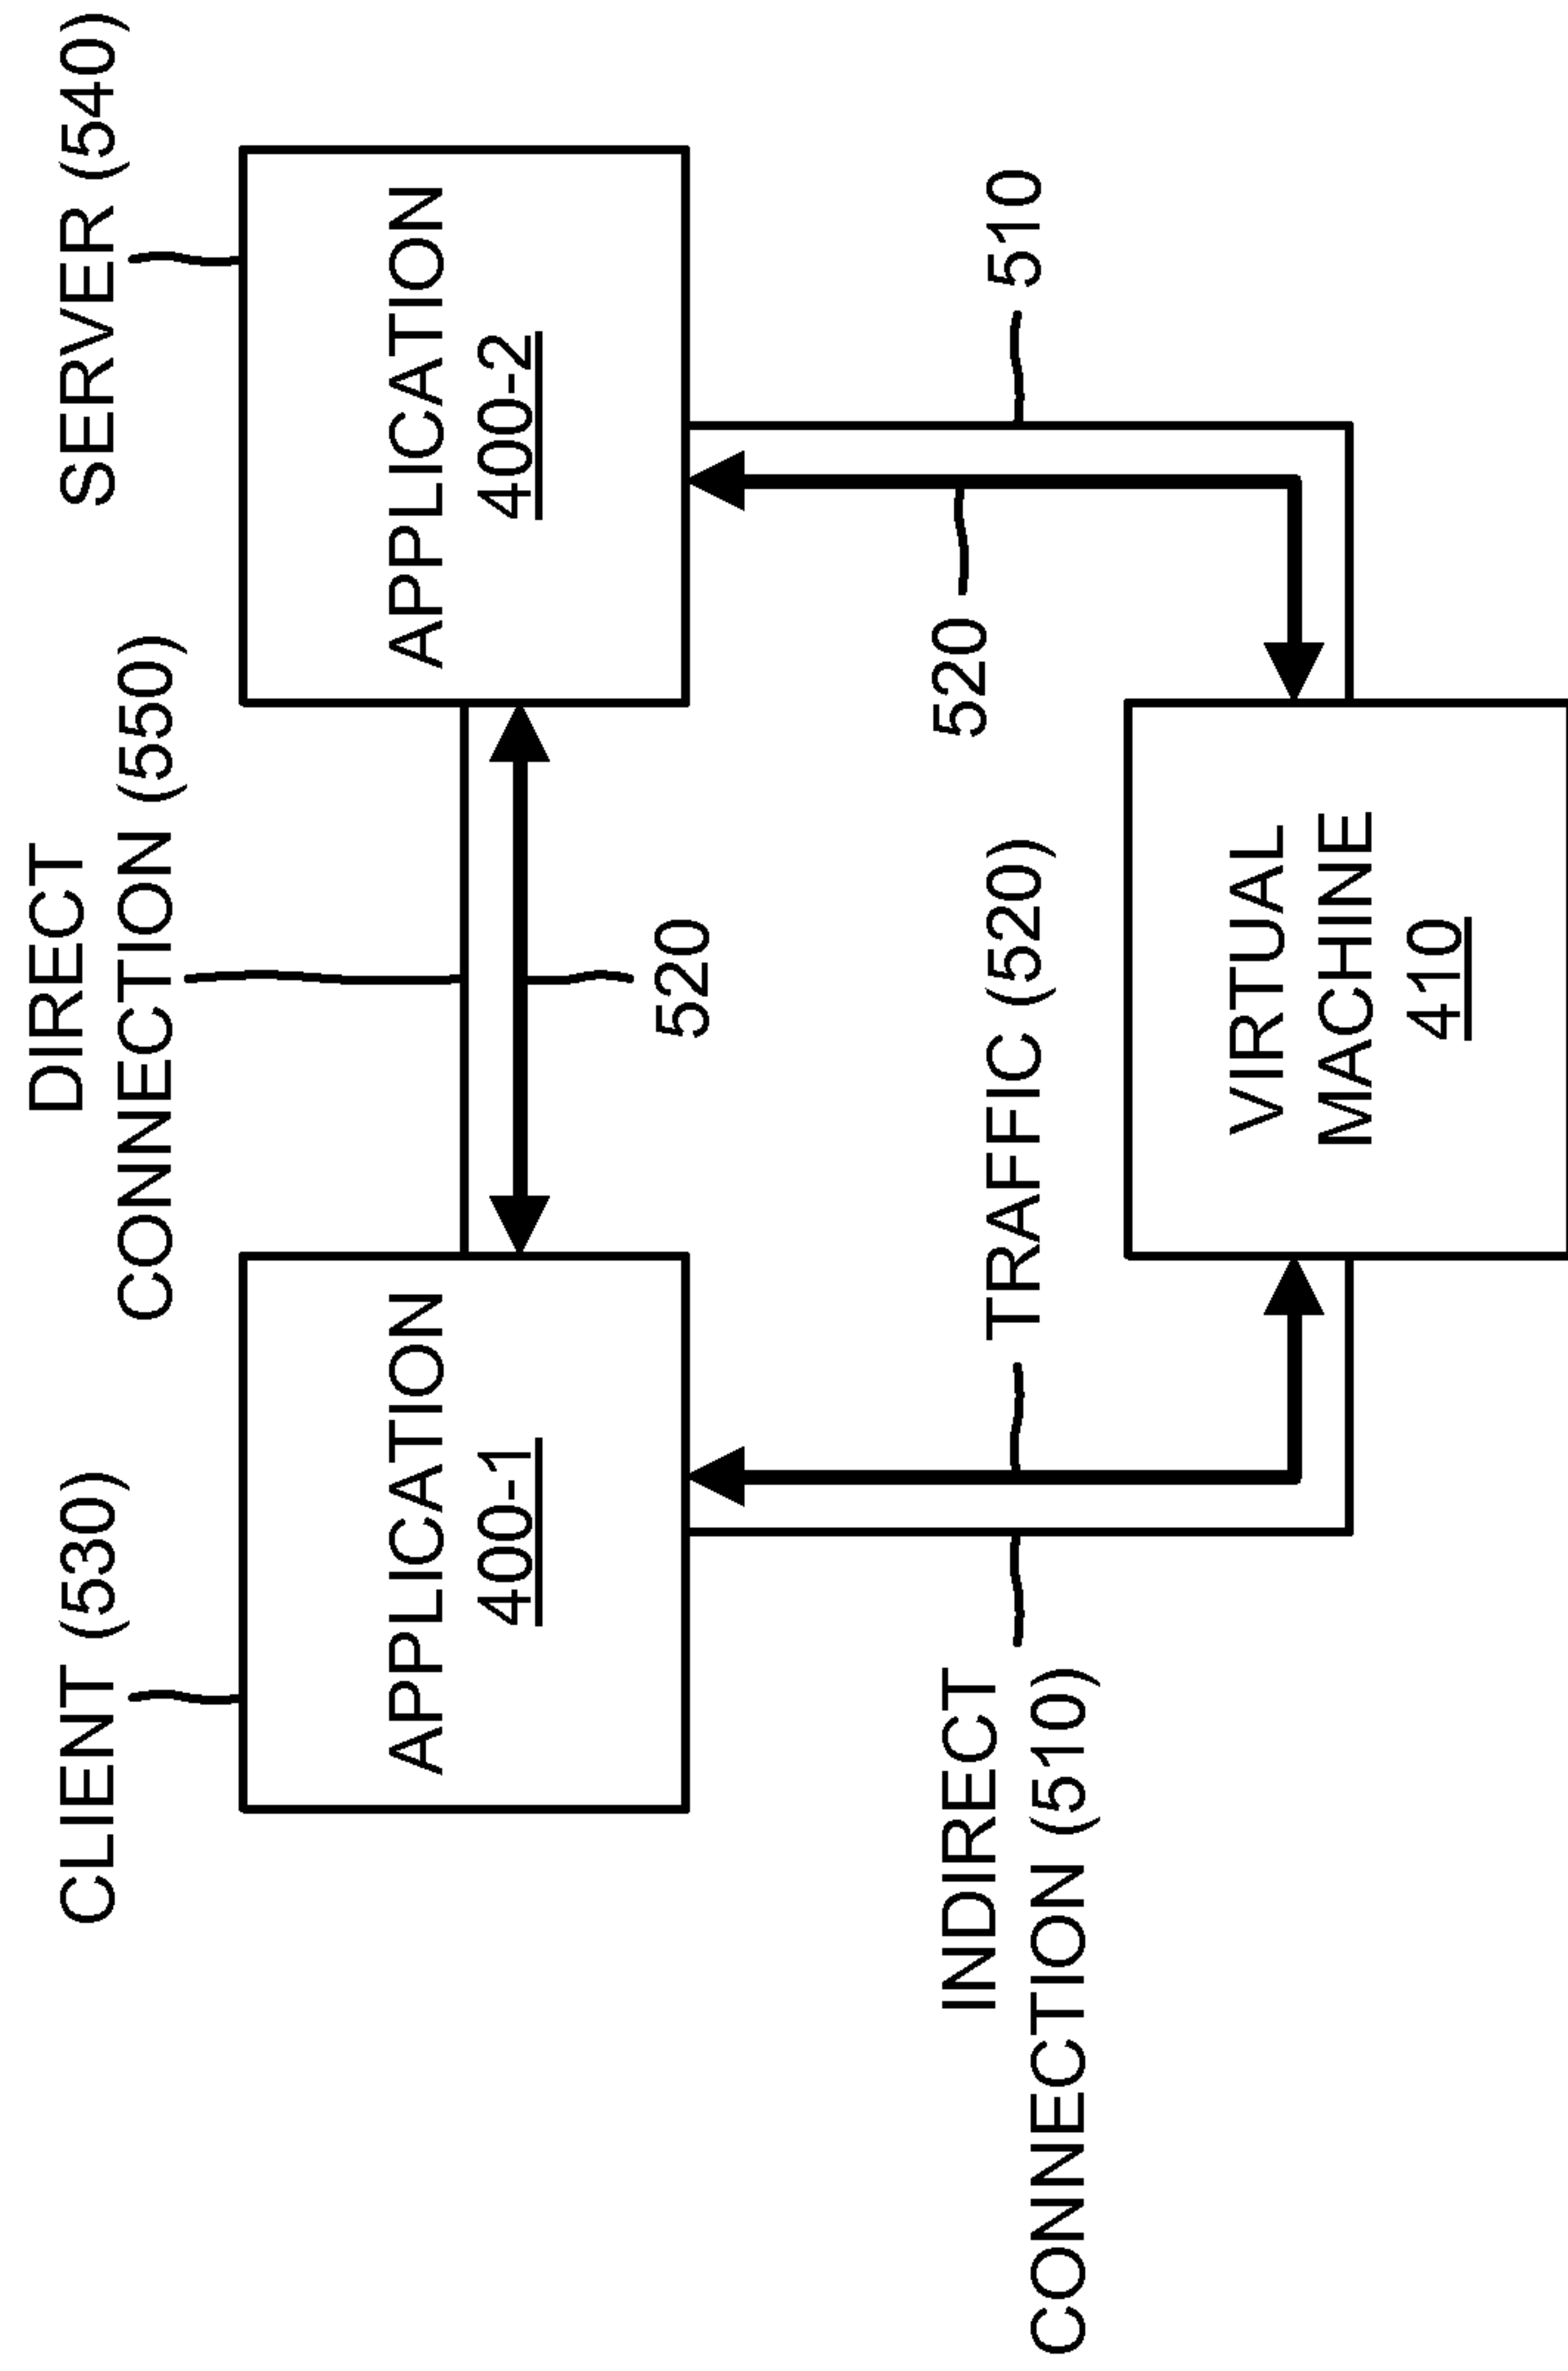 DIRECT
CONNECTION (550)
CLIENT (530)
SERVER (540)
APPLICATION
400-1
APPLICATION
400-2
520
INDIRECT
CONNECTION (510)
TRAFFIC (520)
520
510
VIRTUAL
MACHINE
410